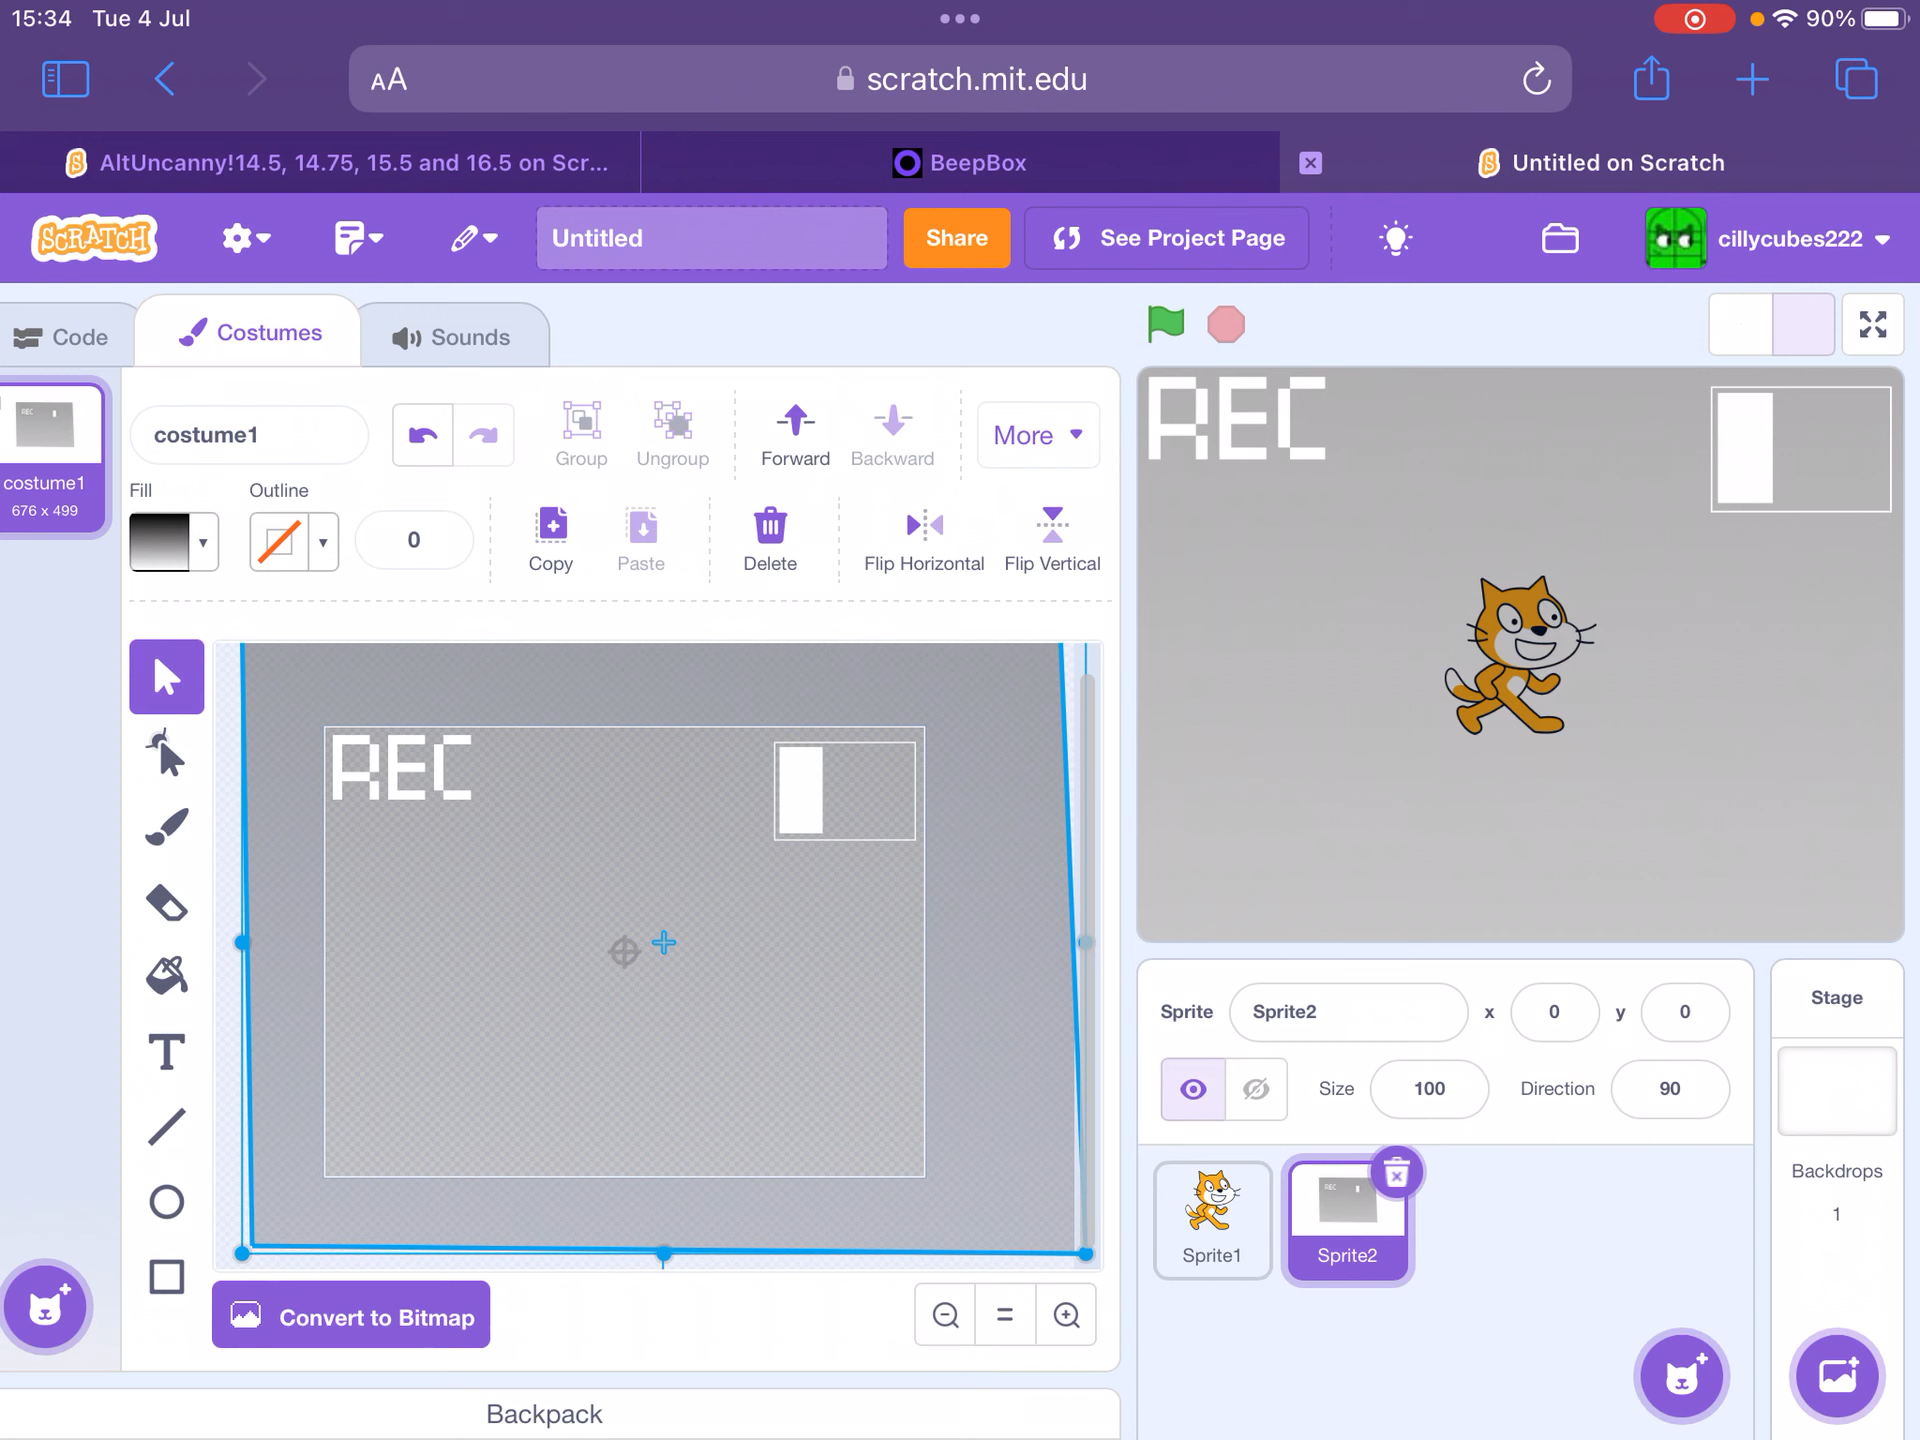 15:34 Tue 4 Jul
90%
AA
scratch.mit.edu
AltUncanny!14.5, 14.75, 15.5 and 16.5 on Scr...
BeepBox
Untitled on Scratch
SCRATCH
Untitled
Share
See Project Page
cillycubes222
Code
Costumes
Sounds
costume1
676 x 499
costume1
Group
Ungroup
Forward
Backward
More
Fill
Outline
0
Copy
Paste
Delete
Flip Horizontal
Flip Vertical
REC
REC
Convert to Bitmap
Backpack
Sprite
Sprite2
x
0
y
0
Size
100
Direction
90
Sprite1
Sprite2
Stage
Backdrops
1